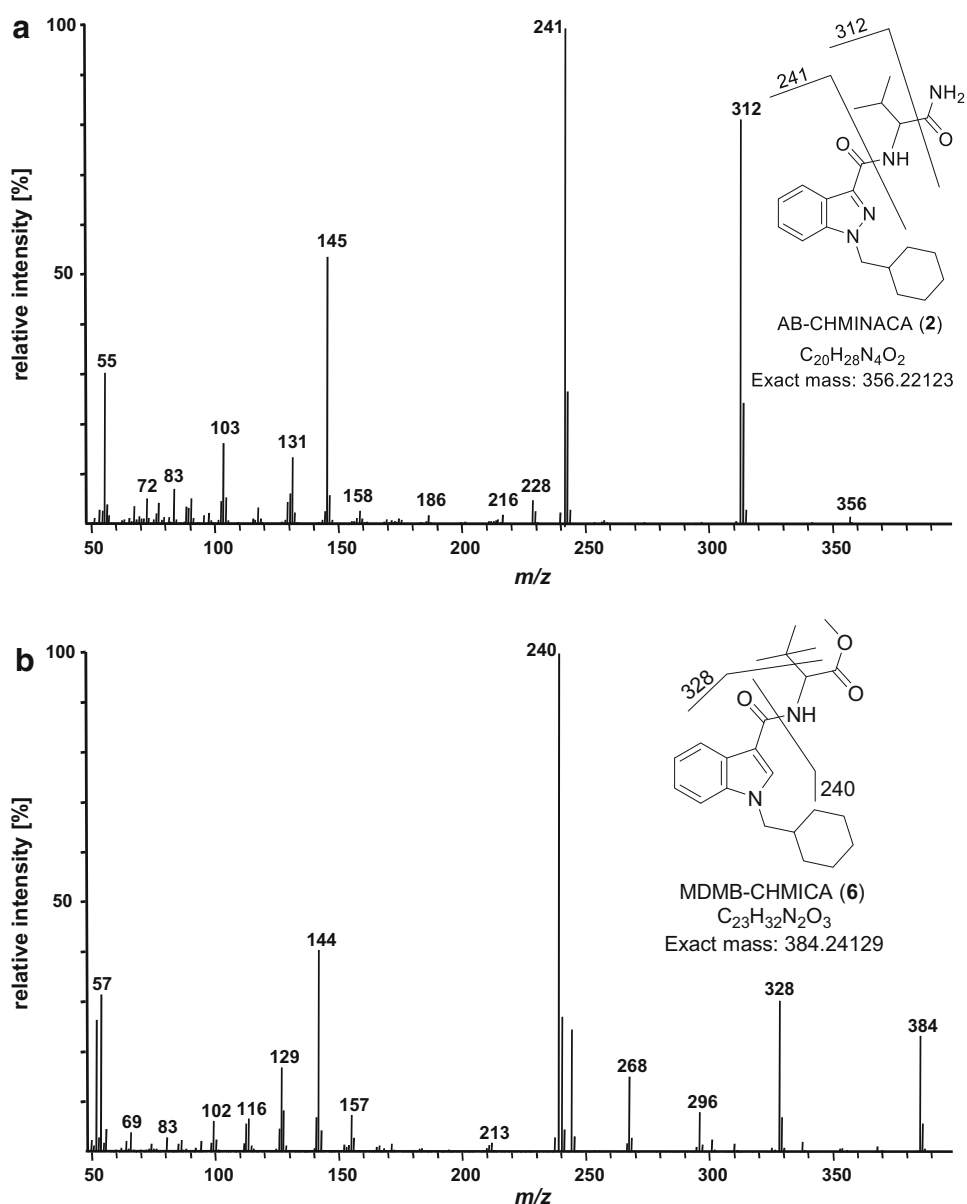 a
100
241
312
312
241
NH2
O
O
NH
N
N
relative intensity [%]
145
50
55
103
131
72
83
158
186
216
228
356
AB-CHMINACA (2)
C20H28N4O2
Exact mass: 356.22123
50
100
150
200
250
300
350
m/z
b
100
240
328
O
O
O
NH
N
240
relative intensity [%]
MDMB-CHMICA (6)
C23H32N2O3
Exact mass: 384.24129
50
57
144
129
69
83
102
116
157
213
268
296
328
384
50
100
150
200
250
300
350
m/z